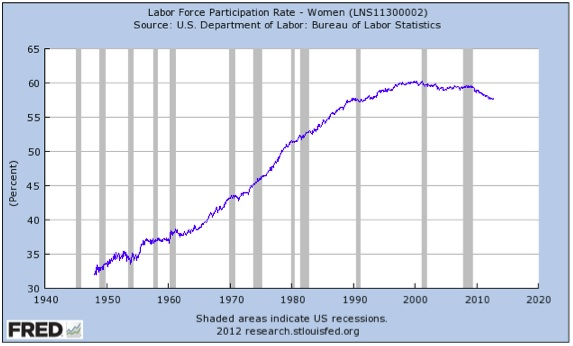 Labor Force Participation Rate - Women (LNS11300002)
Source: U.S. Department of Labor: Bureau of Labor Statistics
(Percent)
65
60
55
50
45
40
35
30
1940 1950 1960 1970 1980 1990 2000 2010 2020
Shaded areas indicate US recessions.
FRED 2012 research.stlouisfed.org